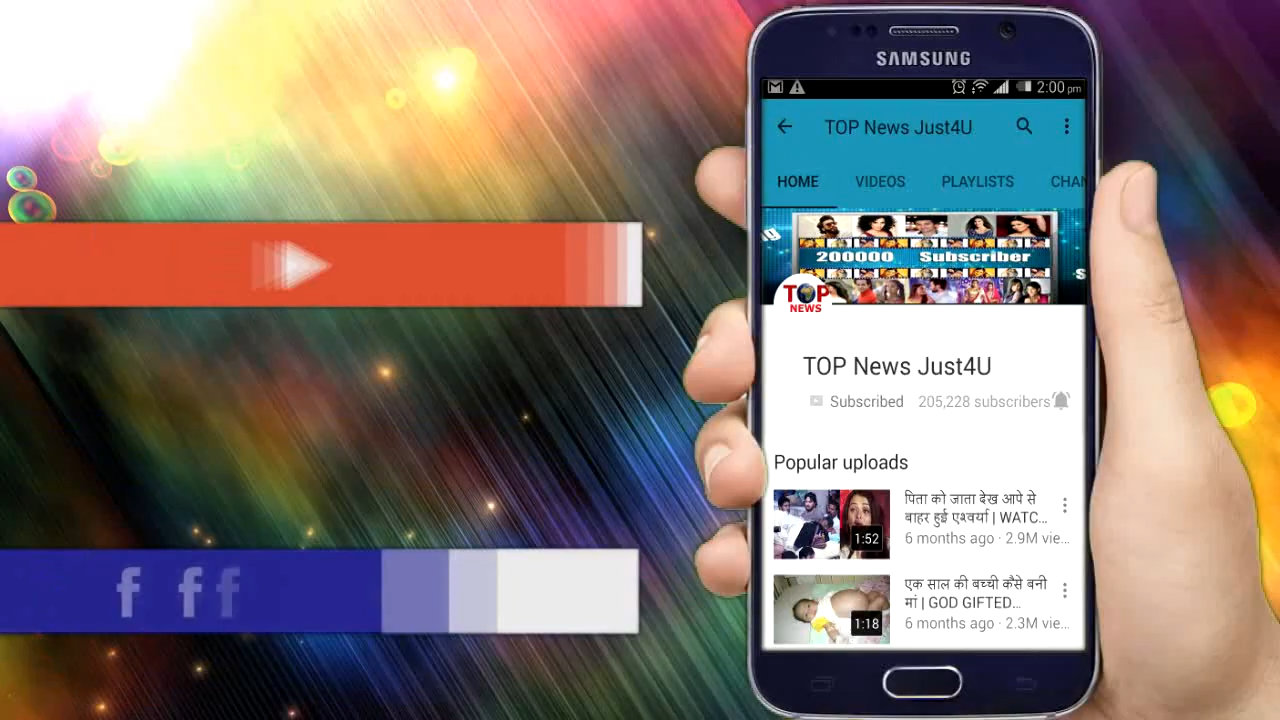 SAMSUNG
2:00 pm
TOP News Just4U
HOME VIDEOS PLAYLISTS CHAN
200000 Subscriber
TOP
NEWS
TOP News Just4U
Subscribed 205,228 subscribers
Popular uploads
पिता को जाता देख आपे से
बाहर हुई एश्वर्या | WATC...
6 months ago · 2.9M vie...
1:52
एक साल की बच्ची कैसे बनी
मां | GOD GIFTED...
6 months ago · 2.3M vie...
1:18
f f f